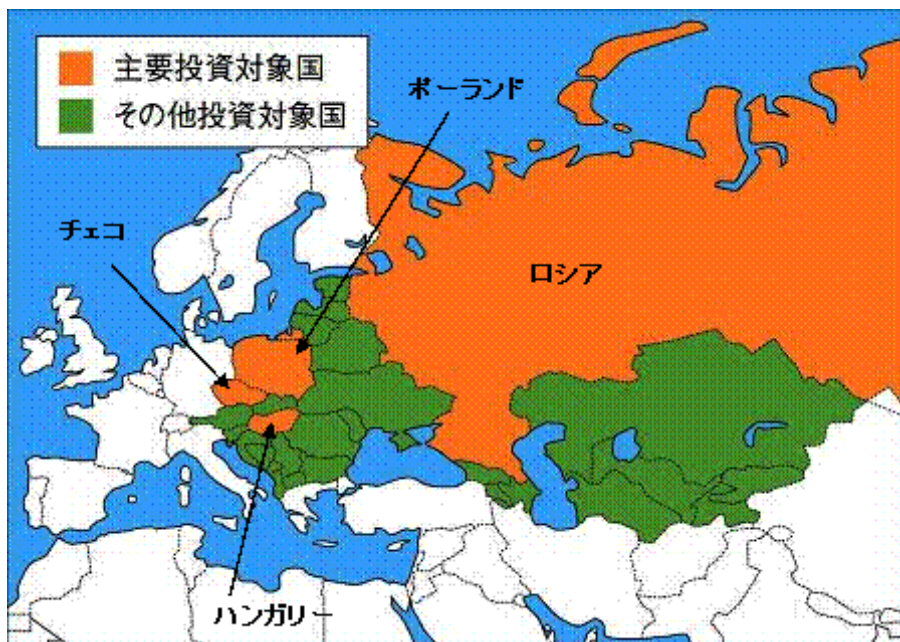 主要投資対象国
その他投資対象国
ポーランド
チェコ
ロシア
ハンガリー